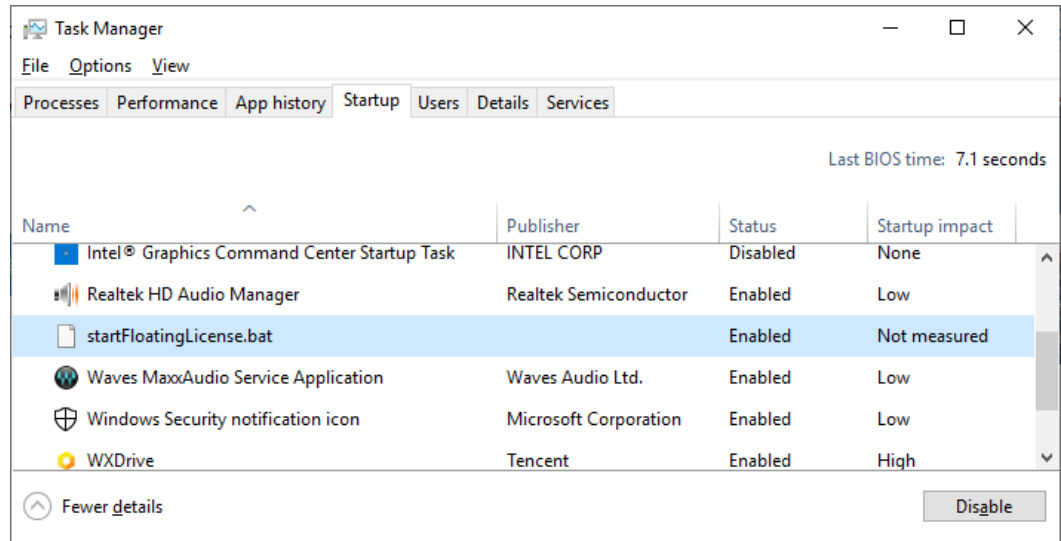 Task Manager
File Options View
Processes Performance App history Startup Users Details Services
Last BIOS time: 7.1 seconds
Name Publisher Status Startup impact
Intel® Graphics Command Center Startup Task INTEL CORP Disabled None
Realtek HD Audio Manager Realtek Semiconductor Enabled Low
startFloatingLicense.bat Enabled Not measured
Waves MaxxAudio Service Application Waves Audio Ltd. Enabled Low
Windows Security notification icon Microsoft Corporation Enabled Low
WXDrive Tencent Enabled High
Fewer details Disable